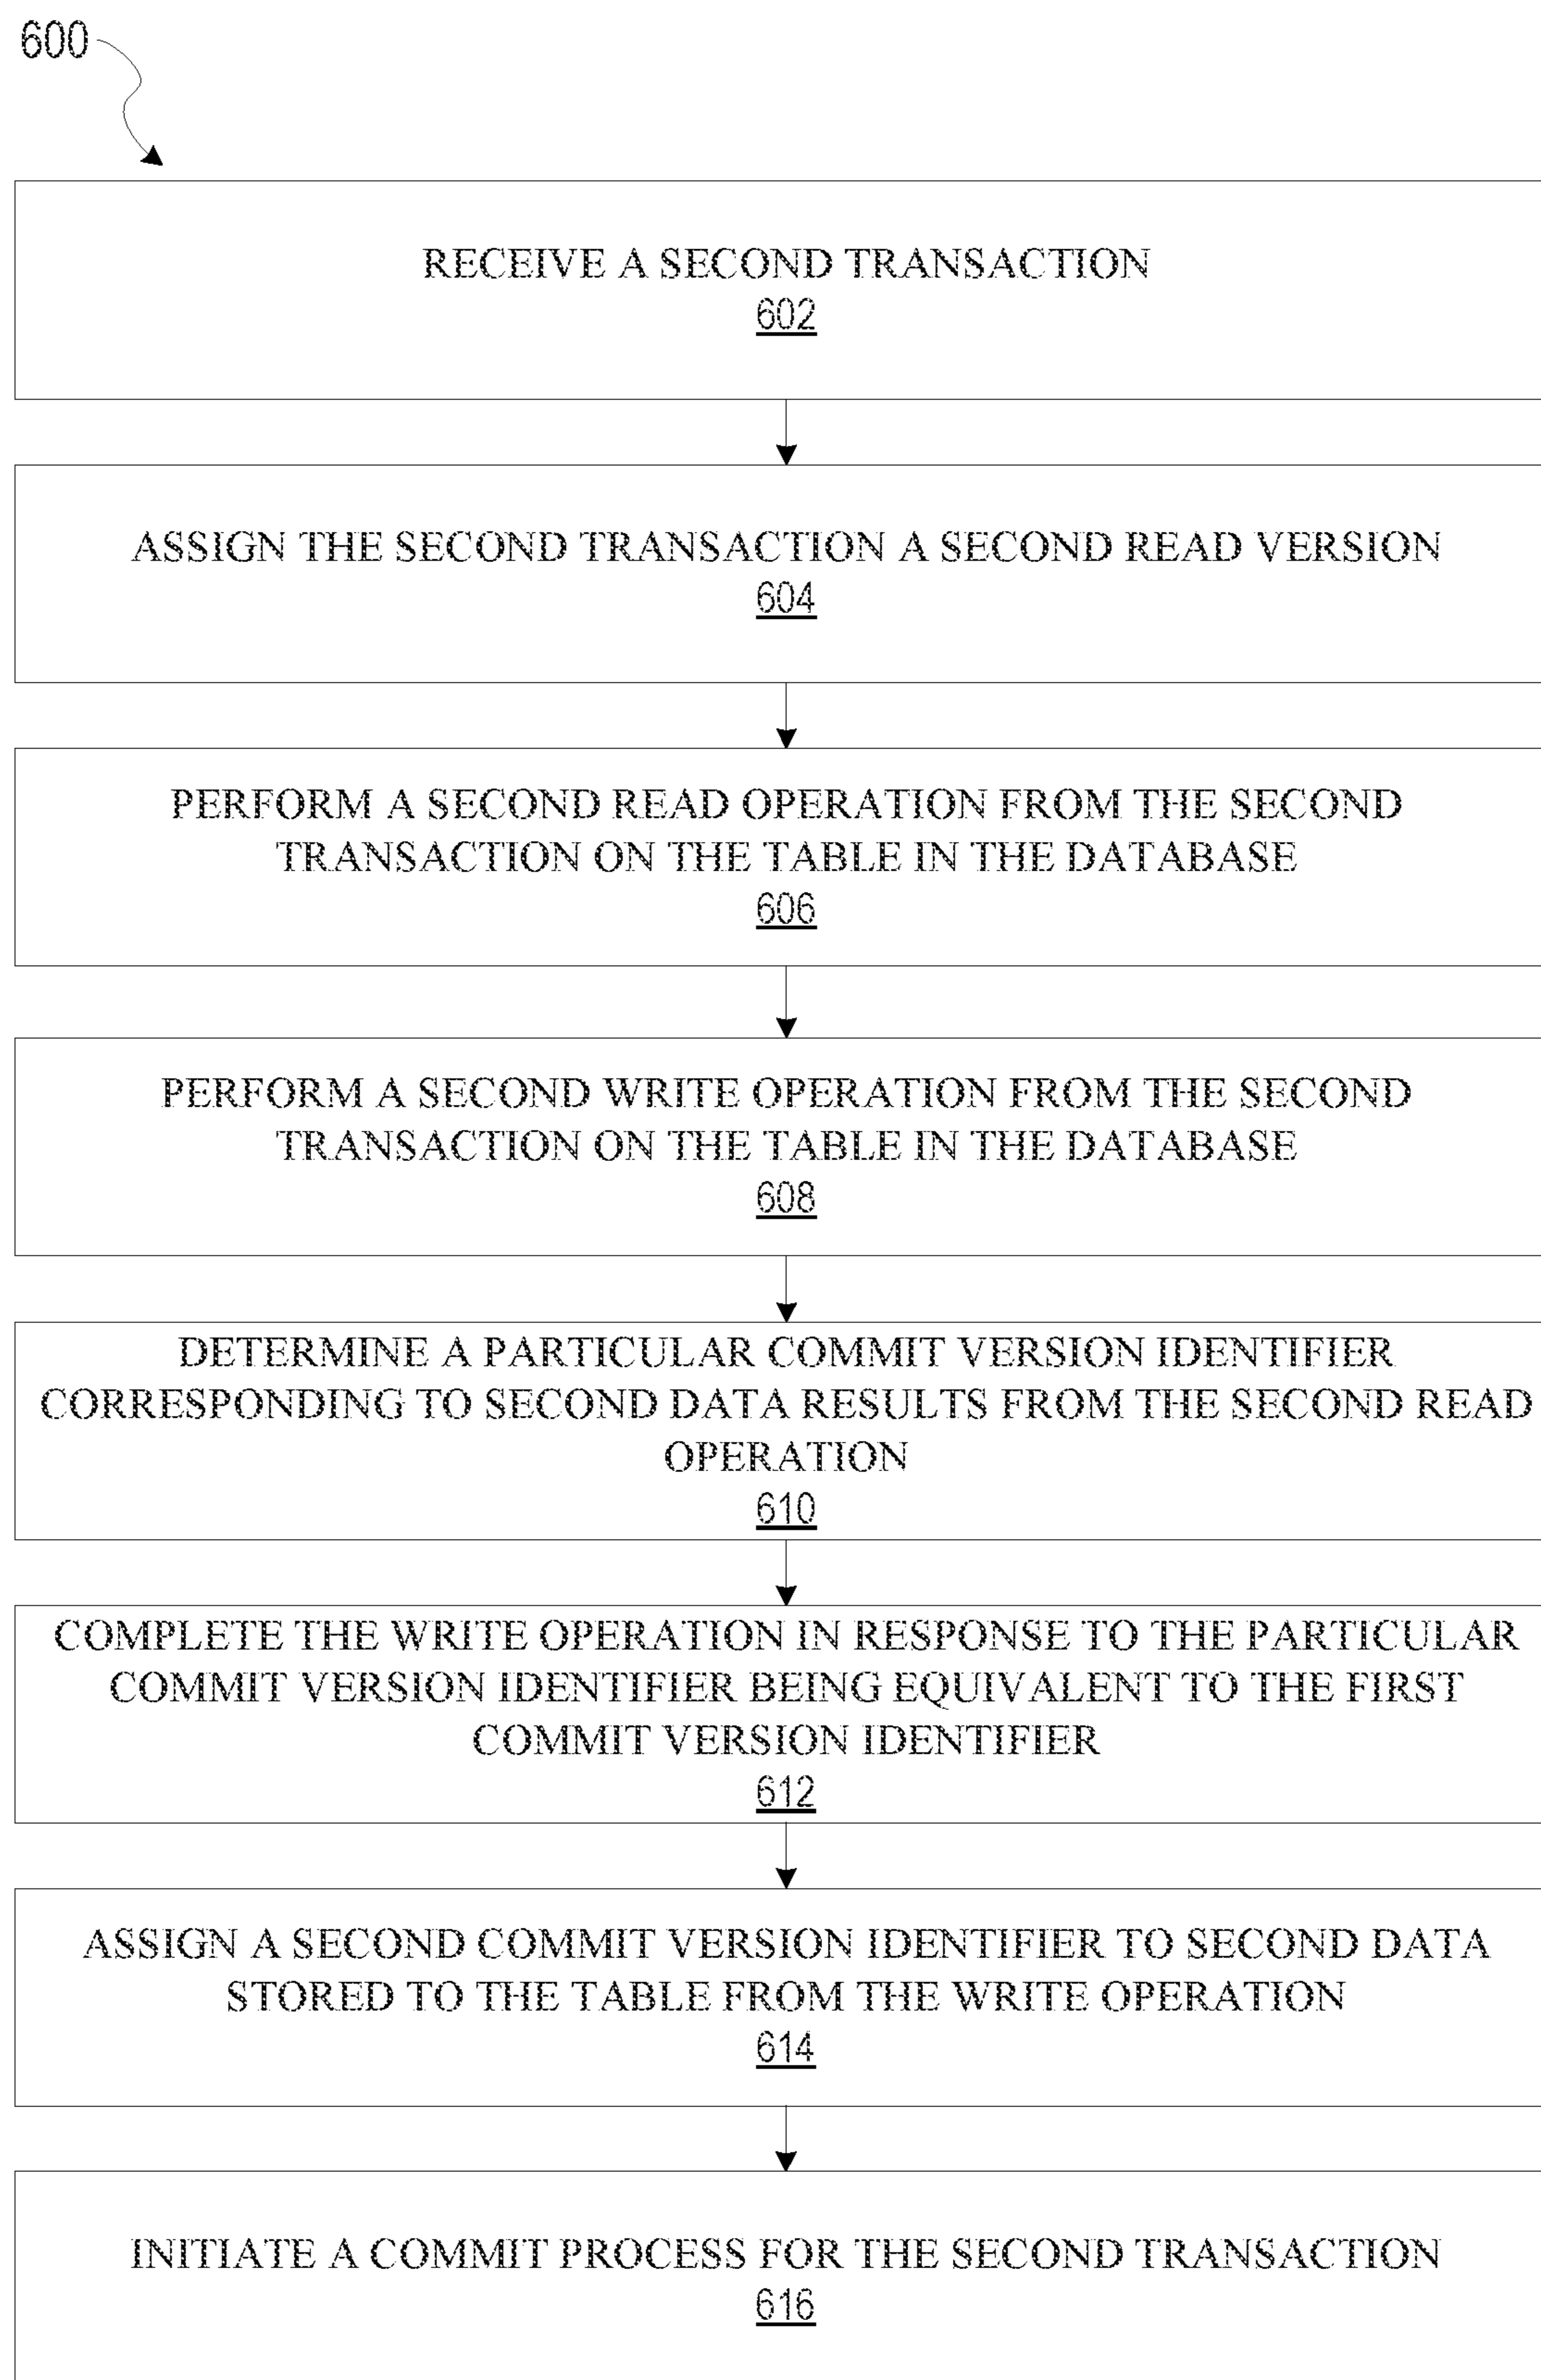 600
RECEIVE A SECOND TRANSACTION
602
ASSIGN THE SECOND TRANSACTION A SECOND READ VERSION
604
PERFORM A SECOND READ OPERATION FROM THE SECOND
TRANSACTION ON THE TABLE IN THE DATABASE
606
PERFORM A SECOND WRITE OPERATION FROM THE SECOND
TRANSACTION ON THE TABLE IN THE DATABASE
608
DETERMINE A PARTICULAR COMMIT VERSION IDENTIFIER
CORRESPONDING TO SECOND DATA RESULTS FROM THE SECOND READ
OPERATION
610
COMPLETE THE WRITE OPERATION IN RESPONSE TO THE PARTICULAR
COMMIT VERSION IDENTIFIER BEING EQUIVALENT TO THE FIRST
COMMIT VERSION IDENTIFIER
612
ASSIGN A SECOND COMMIT VERSION IDENTIFIER TO SECOND DATA
STORED TO THE TABLE FROM THE WRITE OPERATION
614
INITIATE A COMMIT PROCESS FOR THE SECOND TRANSACTION
616